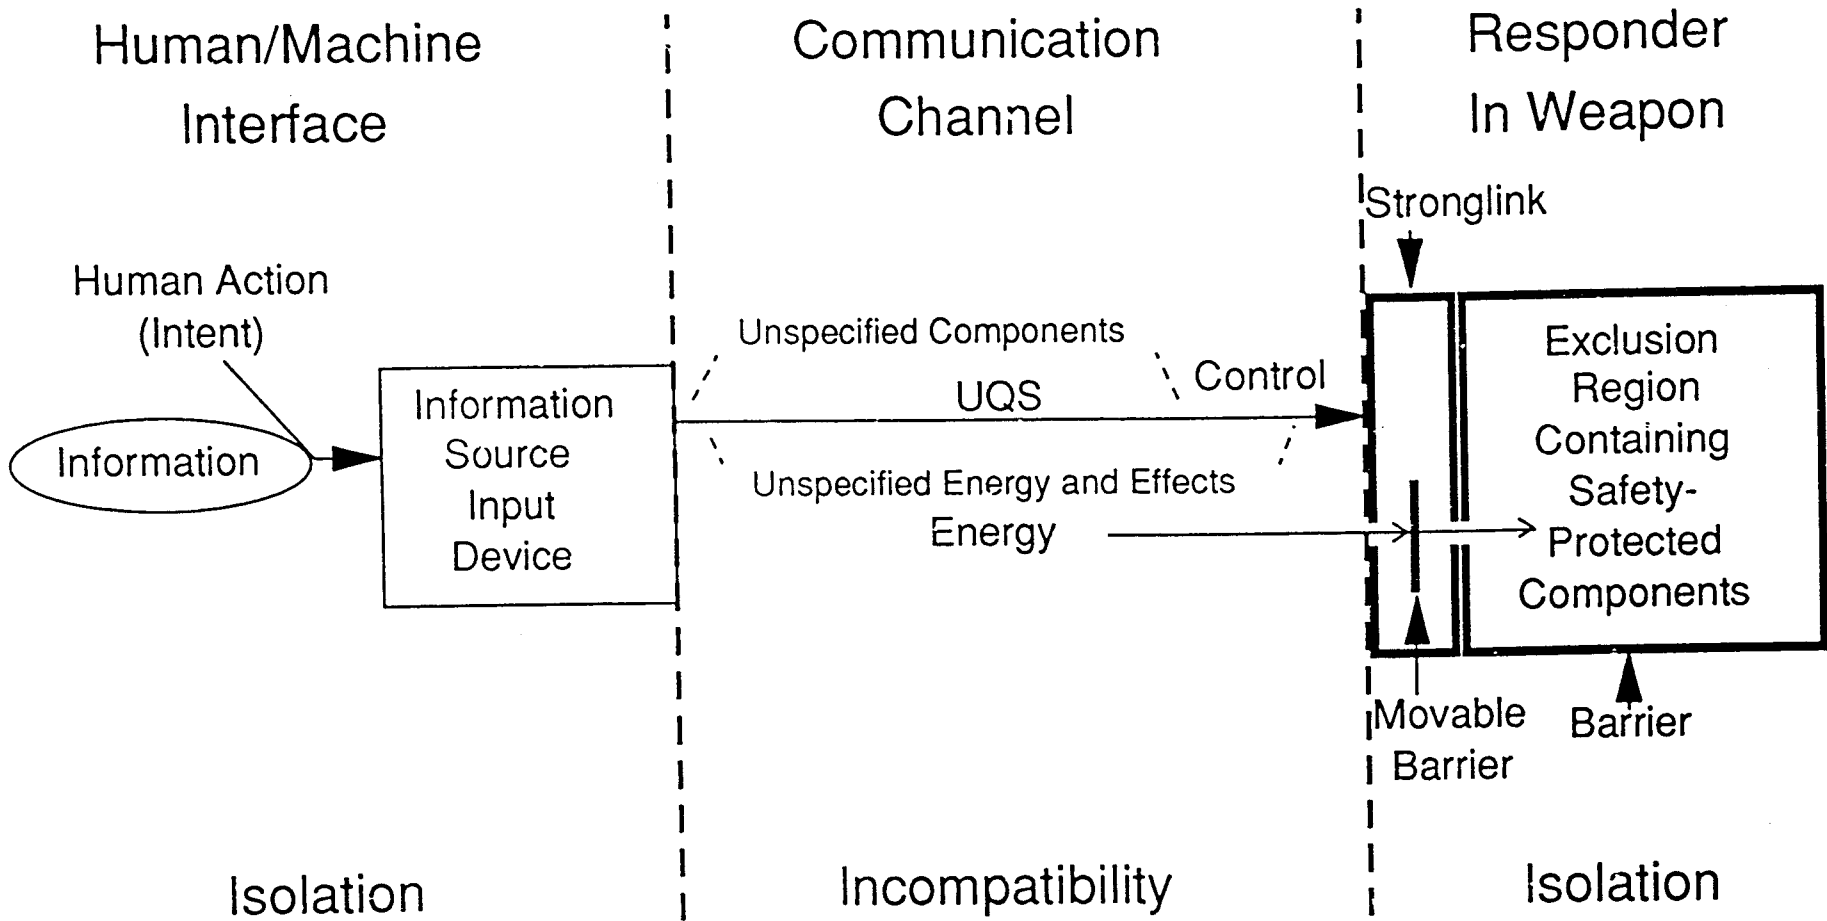 Human/Machine
Interface
Communication
Channel
Responder
In Weapon
Stronglink
Human Action
(Intent)
Information
Information
Source
Input
Device
Unspecified Components
UQS
Control
Unspecified Energy and Effects
Energy
Exclusion
Region
Containing
Safety-
Protected
Components
Movable
Barrier
Barrier
Isolation
Incompatibility
Isolation